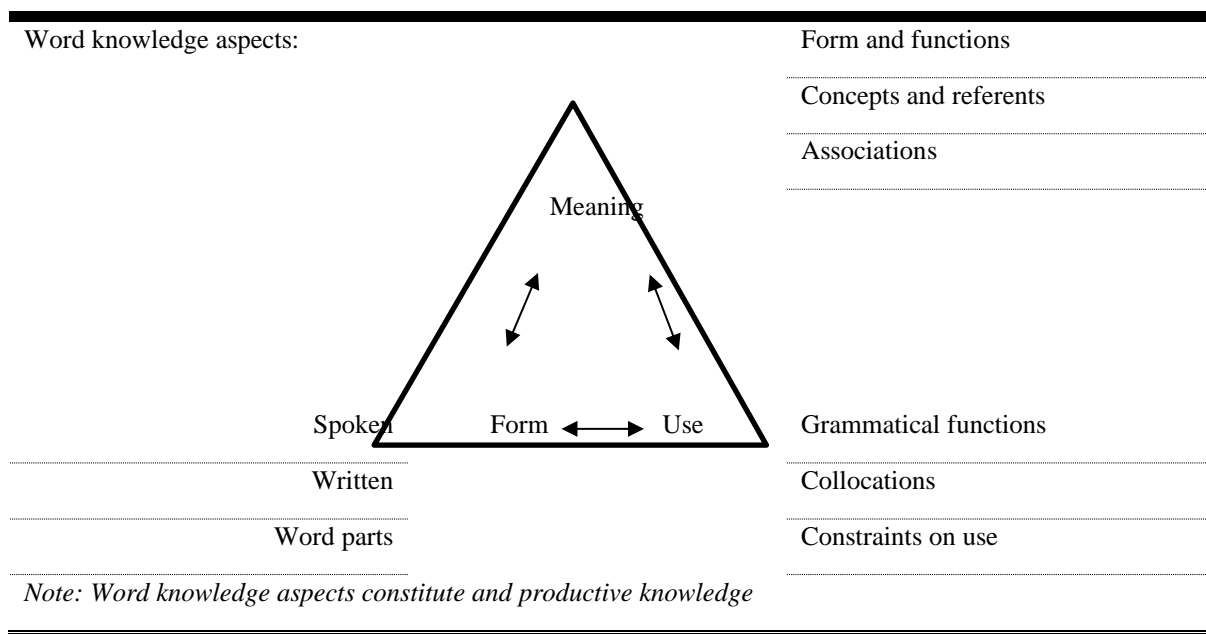 Word knowledge aspects:
Form and functions
Concepts and referents
Associations
Meaning
Spoken
Form
Use
Grammatical functions
Written
Collocations
Word parts
Constraints on use
Note: Word knowledge aspects constitute and productive knowledge